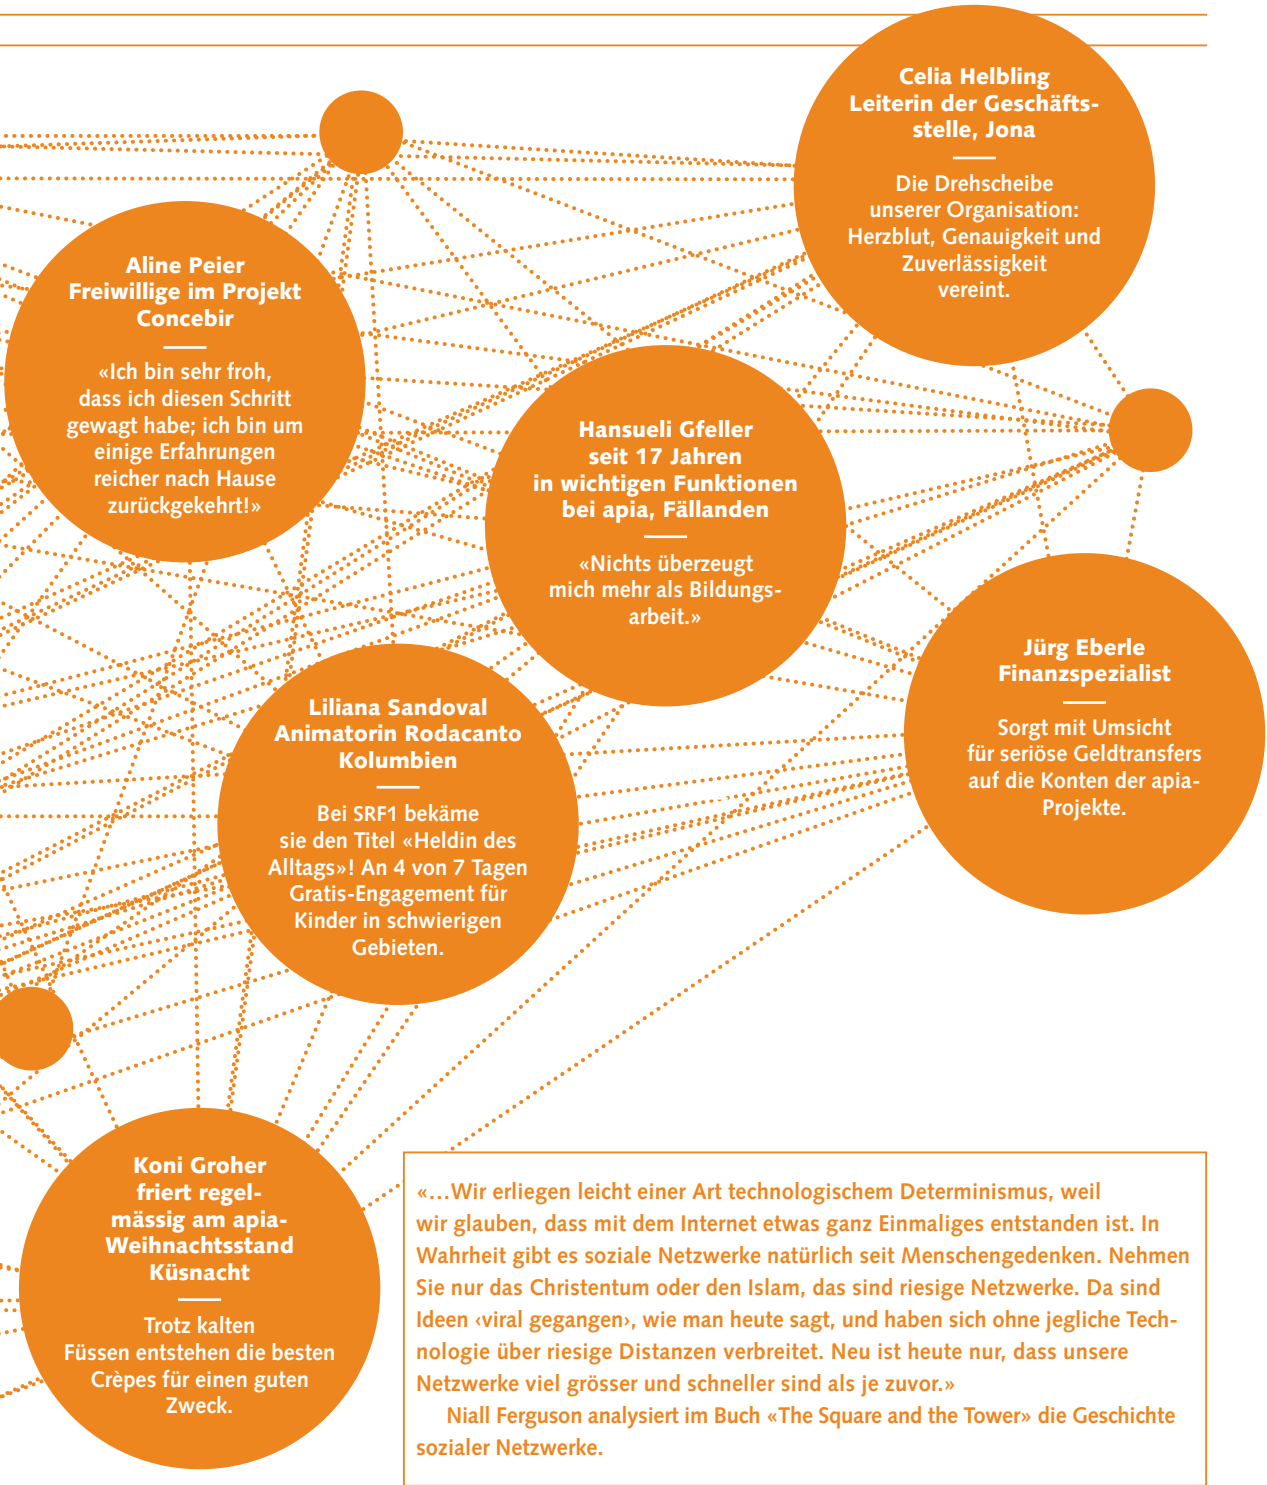 Celia Helbling
Leiterin der Geschäfts-
stelle, Jona
Die Drehscheibe
unserer Organisation:
Herzblut, Genauigkeit und
Zuverlässigkeit
vereint.
Aline Peier
Freiwillige im Projekt
Concebir
«Ich bin sehr froh,
dass ich diesen Schritt
gewagt habe; ich bin um
einige Erfahrungen
reicher nach Hause
zurückgekehrt!»
Hansueli Gfeller
seit 17 Jahren
in wichtigen Funktionen
bei apia, Fällanden
«Nichts überzeugt
mich mehr als Bildungs-
arbeit.»
Jürg Eberle
Finanzspezialist
Sorgt mit Umsicht
für seriöse Geldtransfers
auf die Konten der apia-
Projekte.
Liliana Sandoval
Animatorin Rodacanto
Kolumbien
Bei SRF1 bekäme
sie den Titel «Heldin des
Alltags»! An 4 von 7 Tagen
Gratis-Engagement für
Kinder in schwierigen
Gebieten.
Koni Groher
friert regel-
mässig am apia-
Weihnachtsstand
Küsnacht
Trotz kalten
Füssen entstehen die besten
Crèpes für einen guten
Zweck.
«…Wir erliegen leicht einer Art technologischem Determinismus, weil
wir glauben, dass mit dem Internet etwas ganz Einmaliges entstanden ist. In
Wahrheit gibt es soziale Netzwerke natürlich seit Menschengedenken. Nehmen
Sie nur das Christentum oder den Islam, das sind riesige Netzwerke. Da sind
Ideen ‹viral gegangen›, wie man heute sagt, und haben sich ohne jegliche Tech-
nologie über riesige Distanzen verbreitet. Neu ist heute nur, dass unsere
Netzwerke viel grösser und schneller sind als je zuvor.»
Niall Ferguson analysiert im Buch «The Square and the Tower» die Geschichte
sozialer Netzwerke.